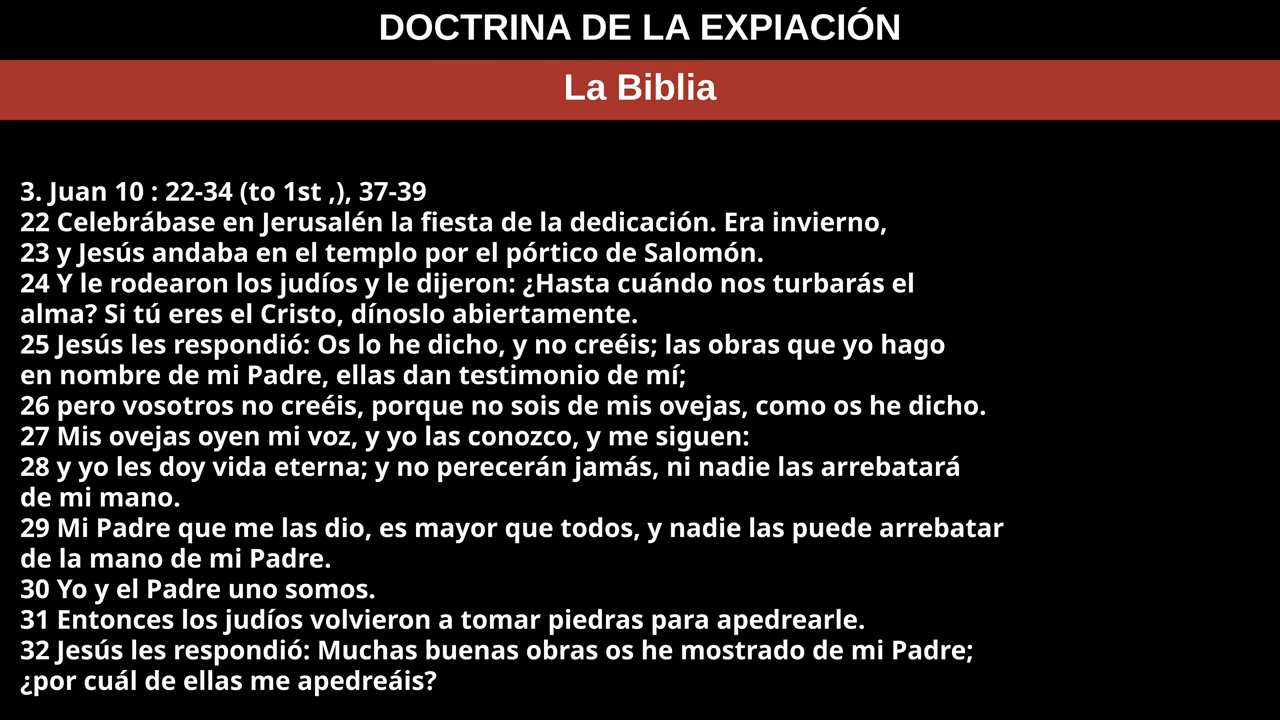 DOCTRINA DE LA EXPIACIÓN
La Biblia
3. Juan 10 : 22-34 (to 1st ,), 37-39
22 Celebrábase en Jerusalén la fiesta de la dedicación. Era invierno,
23 y Jesús andaba en el templo por el pórtico de Salomón.
24 Y le rodearon los judíos y le dijeron: ¿Hasta cuándo nos turbarás el
alma? Si tú eres el Cristo, dínoslo abiertamente.
25 Jesús les respondió: Os lo he dicho, y no creéis; las obras que yo hago
en nombre de mi Padre, ellas dan testimonio de mí;
26 pero vosotros no creéis, porque no sois de mis ovejas, como os he dicho.
27 Mis ovejas oyen mi voz, y yo las conozco, y me siguen:
28 y yo les doy vida eterna; y no perecerán jamás, ni nadie las arrebatará
de mi mano.
29 Mi Padre que me las dio, es mayor que todos, y nadie las puede arrebatar
de la mano de mi Padre.
30 Yo y el Padre uno somos.
31 Entonces los judíos volvieron a tomar piedras para apedrearle.
32 Jesús les respondió: Muchas buenas obras os he mostrado de mi Padre;
¿por cuál de ellas me apedreáis?